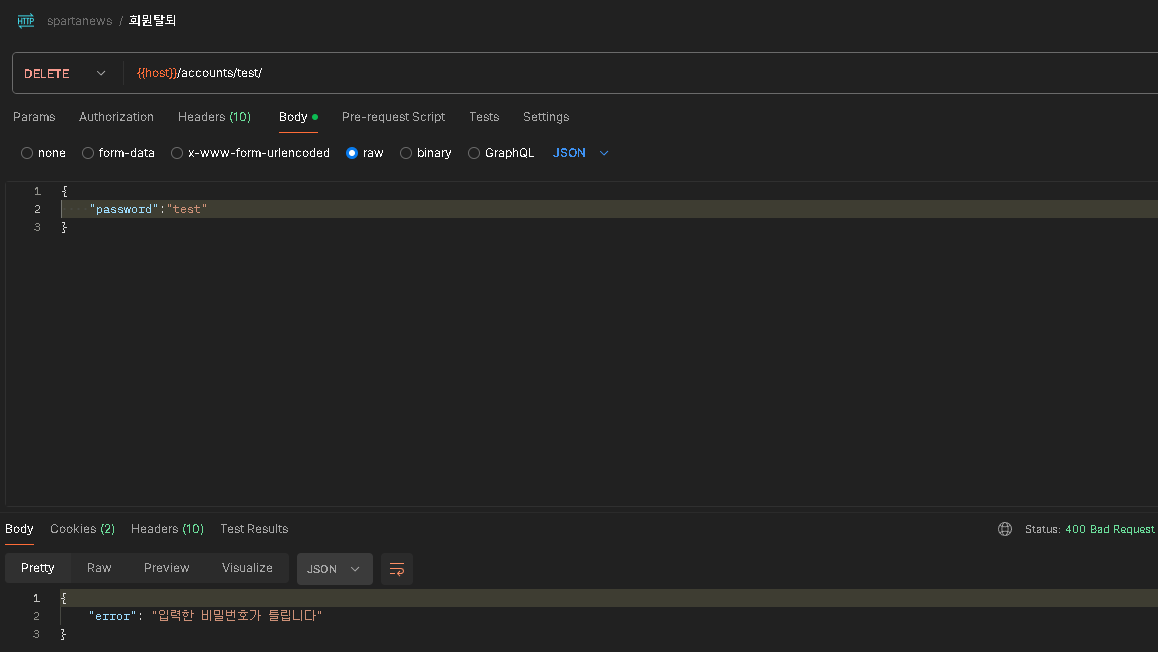 HTTP spartanews / 회원탈퇴
DELETE {{host}}/accounts/test/
Params Authorization Headers (10) Body Pre-request Script Tests Settings
none form-data x-www-form-urlencoded raw binary GraphQL JSON
1 {
2 "password":"test"
3 }
Body Cookies (2) Headers (10) Test Results Status: 400 Bad Request
Pretty Raw Preview Visualize JSON
1 {
2 "error": "입력한 비밀번호가 틀립니다"
3 }